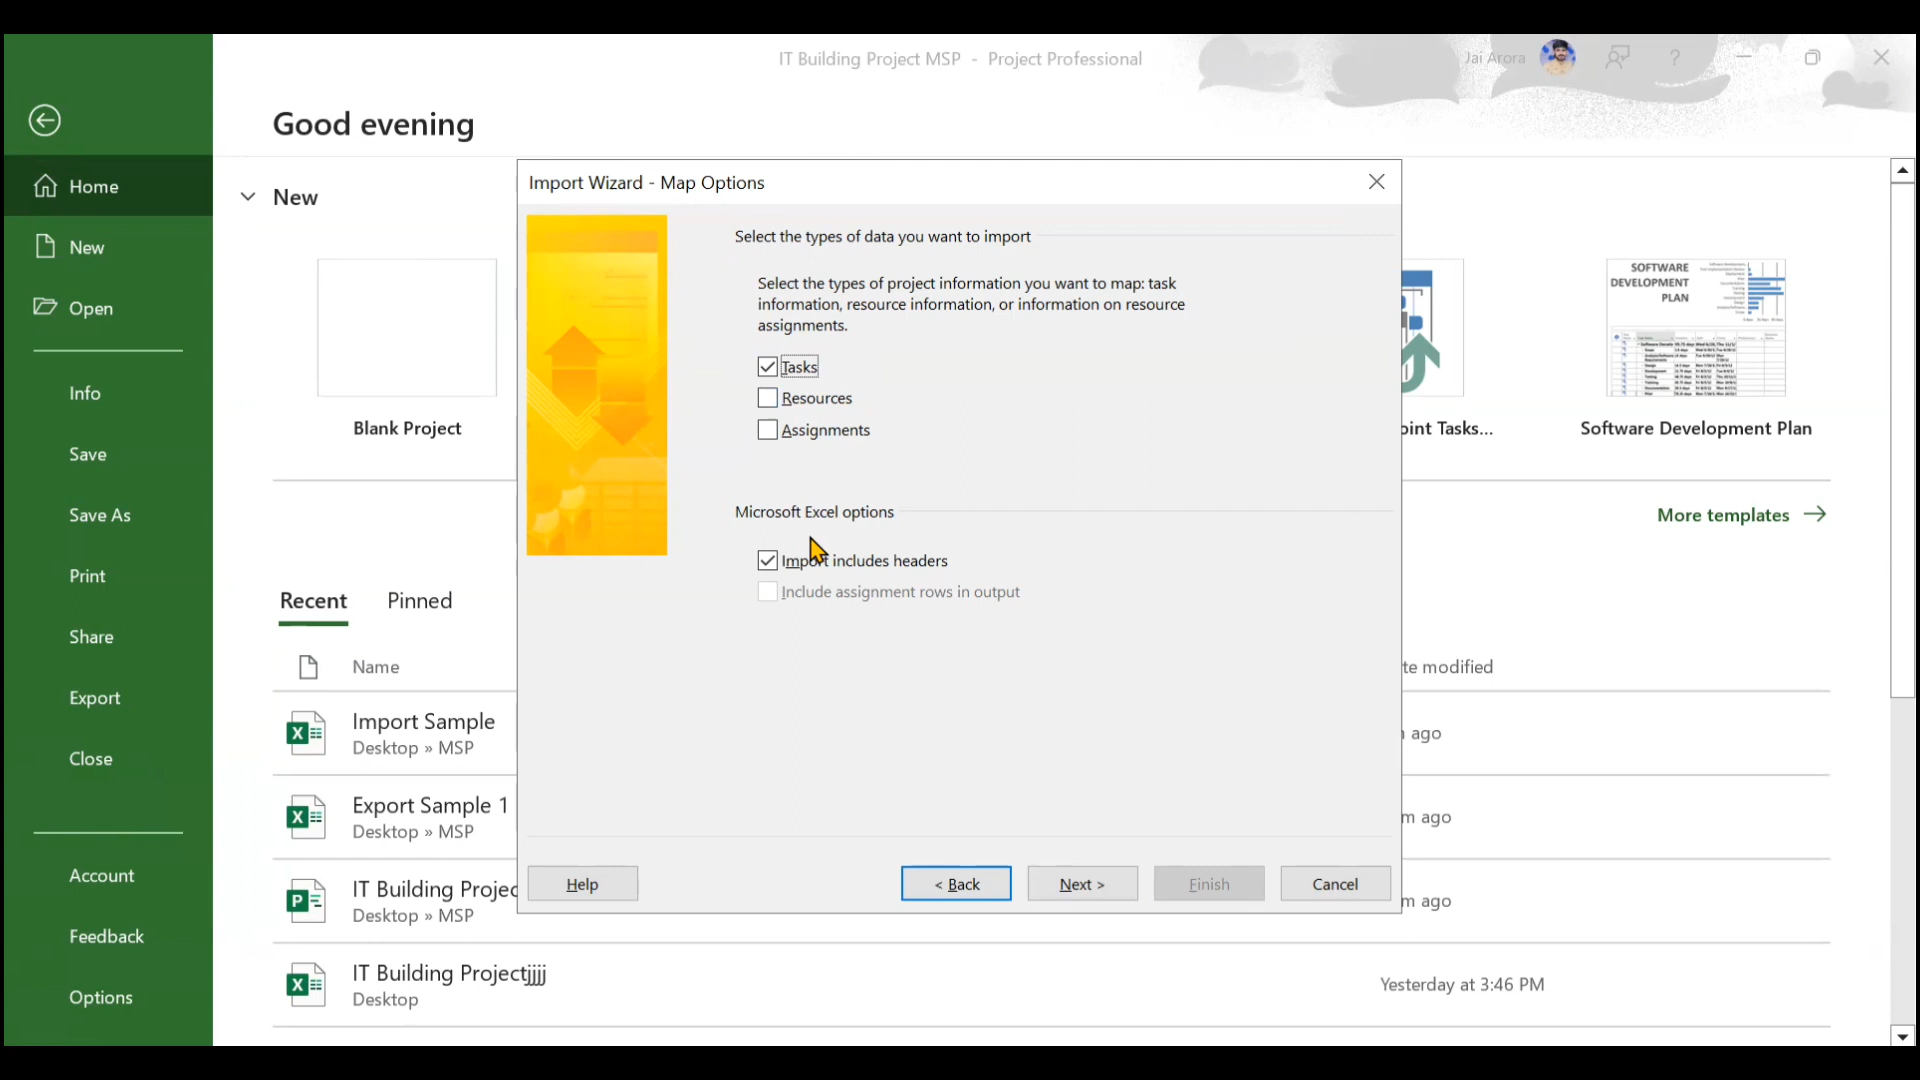 IT Building Project MSP - Project Professional
Jai Arora
?
Good evening
Home
New
Open
Info
Save
Save As
Print
Share
Export
Close
Account
Feedback
Options
New
Blank Project
oint Tasks...
SOFTWARE
DEVELOPMENT
PLAN
Software Development Plan
More templates
Recent
Pinned
Name
te modified
Import Sample
Desktop » MSP
ago
Export Sample 1
Desktop » MSP
m ago
IT Building Projec
Desktop » MSP
m ago
IT Building Projectjjjj
Desktop
Yesterday at 3:46 PM
Import Wizard - Map Options
Select the types of data you want to import
Select the types of project information you want to map: task
information, resource information, or information on resource
assignments.
Tasks
Resources
Assignments
Microsoft Excel options
Import includes headers
Include assignment rows in output
Help
< Back
Next >
Finish
Cancel